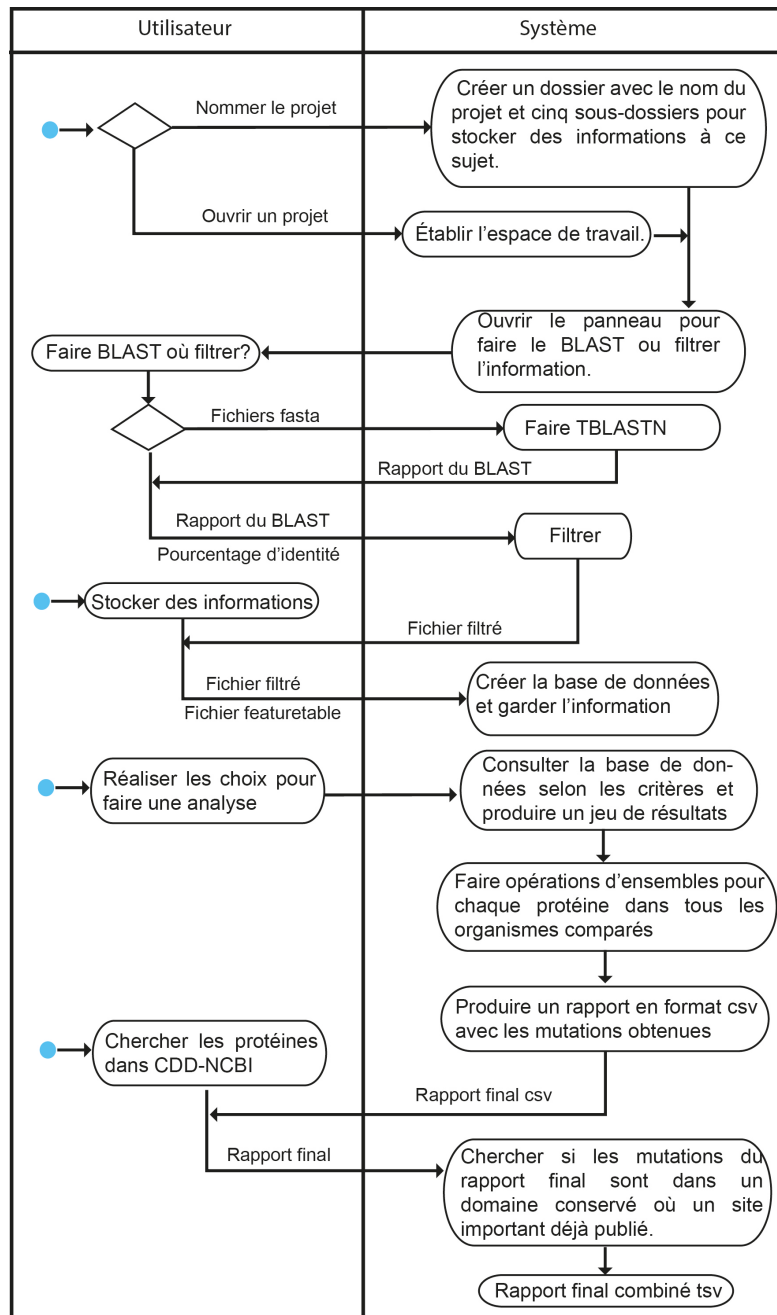 Utilisateur
Système
Nommer le projet
Créer un dossier avec le nom du
projet et cinq sous-dossiers pour
stocker des informations à ce
sujet.
Ouvrir un projet
Établir l'espace de travail.
Ouvrir le panneau pour
faire le BLAST ou filtrer
l'information.
Faire BLAST où filtrer?
Fichiers fasta
Faire TBLASTN
Rapport du BLAST
Rapport du BLAST
Pourcentage d'identité
Filtrer
Stocker des informations
Fichier filtré
Fichier filtré
Fichier featuretable
Créer la base de données
et garder l'information
Réaliser les choix pour
faire une analyse
Consulter la base de don-
nées selon les critères et
produire un jeu de résultats
Faire opérations d'ensembles pour
chaque protéine dans tous les
organismes comparés
Produire un rapport en format csv
avec les mutations obtenues
Chercher les protéines
dans CDD-NCBI
Rapport final csv
Rapport final
Chercher si les mutations du
rapport final sont dans un
domaine conservé où un site
important déjà publié.
Rapport final combiné tsv